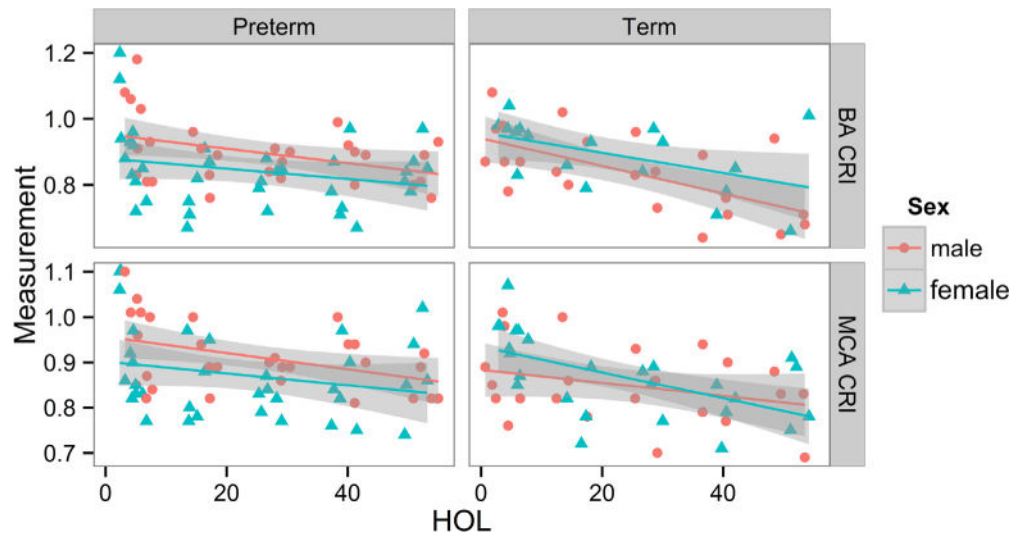 Preterm Term
1.2
1.0
0.8
BA CRI
1.1
1.0
0.9
0.8
0.7
MCA CRI
Measurement
0 20 40 0 20 40
HOL
Sex
male
female